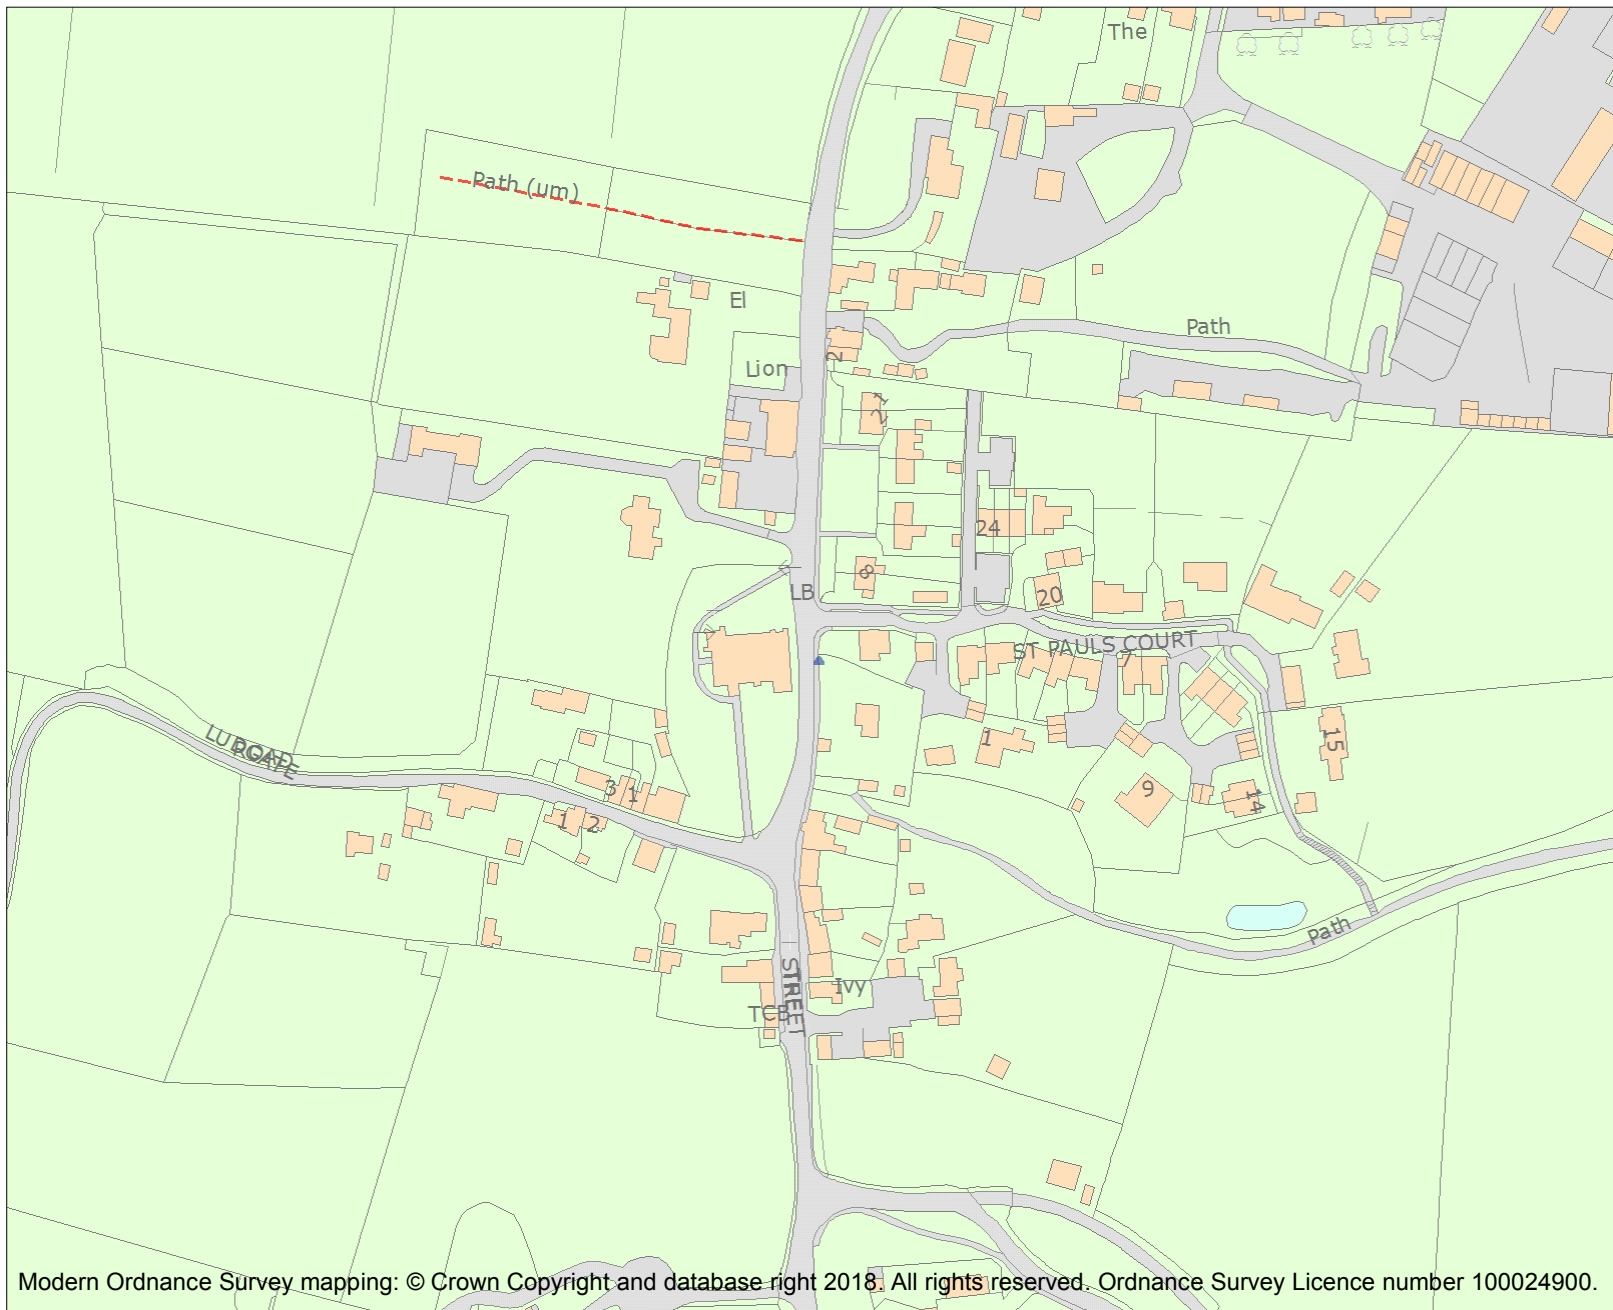 The
Path (um)
El
Path
2
Lion
21
24
8
LB
20
ST PAULS COURT
7
1
15
LUDGATE
ROAD
3
1
9
14
1
2
Path
STREET
Ivy
TCB
Modern Ordnance Survey mapping: © Crown Copyright and database right 2018. All rights reserved. Ordnance Survey Licence number 100024900.